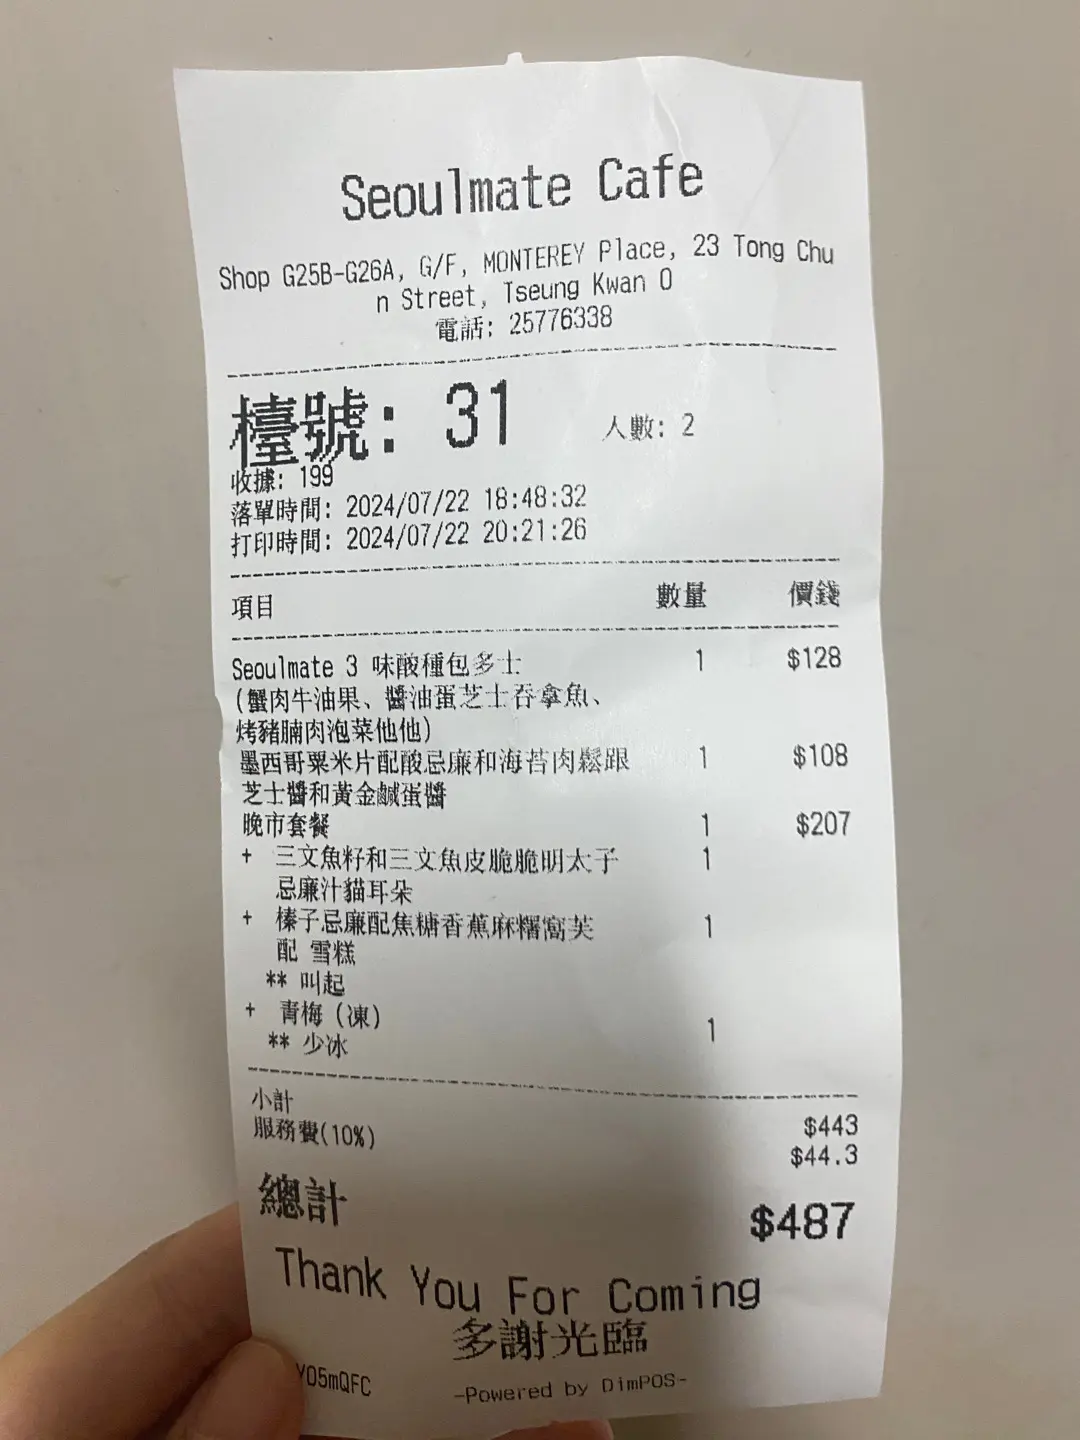 Seoulmate Cafe
Shop G25B-G26A, G/F, MONTEREY Place, 23 Tong Chu
n Street, Tseung Kwan O
電話: 25776338
檯號: 31 人數: 2
收據: 199
落單時間: 2024/07/22 18:48:32
打印時間: 2024/07/22 20:21:26
項目 數量 價錢
Seoulmate 3 味酸種包多士 1 $128
(蟹肉牛油果、醬油蛋芝士吞拿魚、
烤豬腩肉泡菜他他)
墨西哥粟米片配酸忌廉和海苔肉鬆跟 1 $108
芝士醬和黃金鹹蛋醬
晚市套餐 1 $207
+ 三文魚籽和三文魚皮脆脆明太子 1
忌廉汁貓耳朵
+ 榛子忌廉配焦糖香蕉麻糬窩芙 1
配 雪糕
** 叫起
+ 青梅 (凍) 1
** 少冰
小計 $443
服務費(10%) $44.3
總計 $487
Thank You For Coming
多謝光臨
YO5mQFC -Powered by DimPOS-